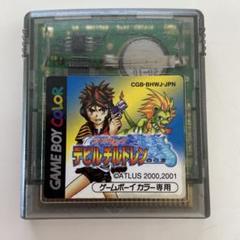 CGB-BHWJ-JPN
GAME BOY COLOR
デビルチルドレン
©ATLUS 2000,2001
ゲームボーイカラー専用